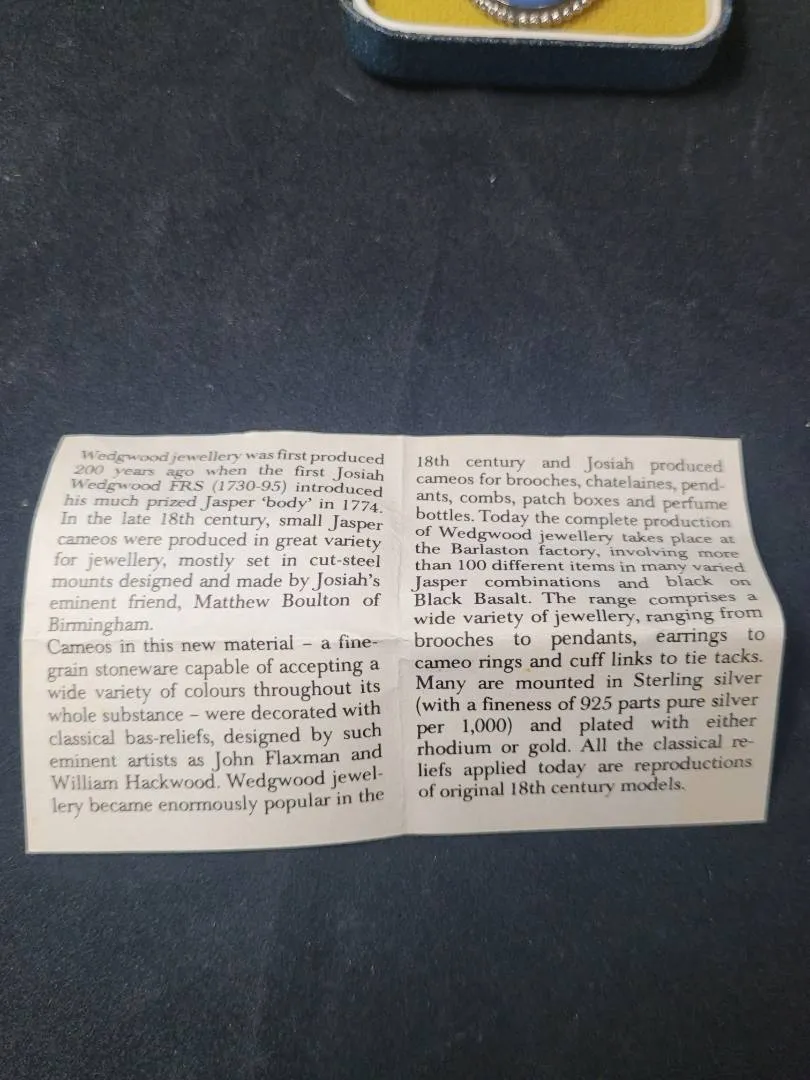 Wedgwood jewellery was first produced
200 years ago when the first Josiah
Wedgwood FRS (1730-95) introduced
his much prized Jasper ‘body’ in 1774.
In the late 18th century, small Jasper
cameos were produced in great variety
for jewellery, mostly set in cut-steel
mounts designed and made by Josiah's
eminent friend, Matthew Boulton of
Birmingham.
Cameos in this new material – a fine-
grain stoneware capable of accepting a
wide variety of colours throughout its
whole substance – were decorated with
classical bas-reliefs, designed by such
eminent artists as John Flaxman and
William Hackwood. Wedgwood jewel-
lery became enormously popular in the
18th century and Josiah produced
cameos for brooches, chatelaines, pend-
ants, combs, patch boxes and perfume
bottles. Today the complete production
of Wedgwood jewellery takes place at
the Barlaston factory, involving more
than 100 different items in many varied
Jasper combinations and black on
Black Basalt. The range comprises a
wide variety of jewellery, ranging from
brooches to pendants, earrings to
cameo rings and cuff links to tie tacks.
Many are mounted in Sterling silver
(with a fineness of 925 parts pure silver
per 1,000) and plated with either
rhodium or gold. All the classical re-
liefs applied today are reproductions
of original 18th century models.